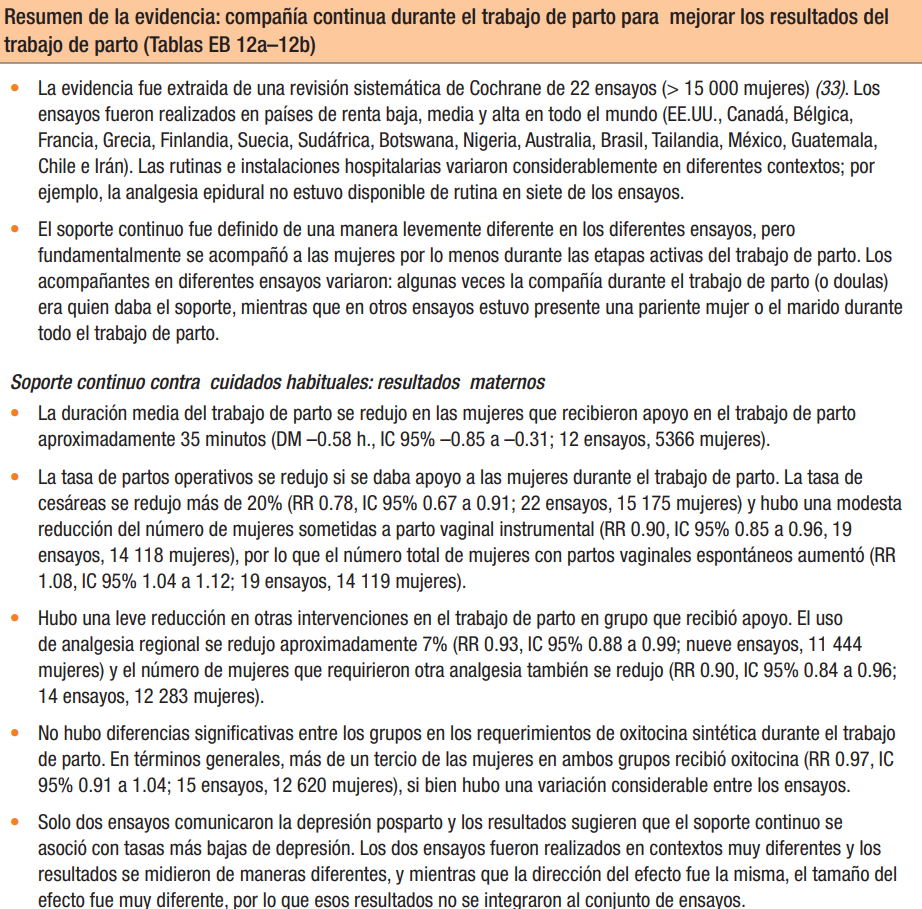 Resumen de la evidencia: compañía continua durante el trabajo de parto para mejorar los resultados del
trabajo de parto (Tablas EB 12a–12b)
• La evidencia fue extraida de una revisión sistemática de Cochrane de 22 ensayos (> 15 000 mujeres) (33). Los
ensayos fueron realizados en países de renta baja, media y alta en todo el mundo (EE.UU., Canadá, Bélgica,
Francia, Grecia, Finlandia, Suecia, Sudáfrica, Botswana, Nigeria, Australia, Brasil, Tailandia, México, Guatemala,
Chile e Irán). Las rutinas e instalaciones hospitalarias variaron considerablemente en diferentes contextos; por
ejemplo, la analgesia epidural no estuvo disponible de rutina en siete de los ensayos.
• El soporte continuo fue definido de una manera levemente diferente en los diferentes ensayos, pero
fundamentalmente se acompañó a las mujeres por lo menos durante las etapas activas del trabajo de parto. Los
acompañantes en diferentes ensayos variaron: algunas veces la compañía durante el trabajo de parto (o doulas)
era quien daba el soporte, mientras que en otros ensayos estuvo presente una pariente mujer o el marido durante
todo el trabajo de parto.
Soporte continuo contra cuidados habituales: resultados maternos
• La duración media del trabajo de parto se redujo en las mujeres que recibieron apoyo en el trabajo de parto
aproximadamente 35 minutos (DM –0.58 h., IC 95% –0.85 a –0.31; 12 ensayos, 5366 mujeres).
• La tasa de partos operativos se redujo si se daba apoyo a las mujeres durante el trabajo de parto. La tasa de
cesáreas se redujo más de 20% (RR 0.78, IC 95% 0.67 a 0.91; 22 ensayos, 15 175 mujeres) y hubo una modesta
reducción del número de mujeres sometidas a parto vaginal instrumental (RR 0.90, IC 95% 0.85 a 0.96, 19
ensayos, 14 118 mujeres), por lo que el número total de mujeres con partos vaginales espontáneos aumentó (RR
1.08, IC 95% 1.04 a 1.12; 19 ensayos, 14 119 mujeres).
• Hubo una leve reducción en otras intervenciones en el trabajo de parto en grupo que recibió apoyo. El uso
de analgesia regional se redujo aproximadamente 7% (RR 0.93, IC 95% 0.88 a 0.99; nueve ensayos, 11 444
mujeres) y el número de mujeres que requirieron otra analgesia también se redujo (RR 0.90, IC 95% 0.84 a 0.96;
14 ensayos, 12 283 mujeres).
• No hubo diferencias significativas entre los grupos en los requerimientos de oxitocina sintética durante el trabajo
de parto. En términos generales, más de un tercio de las mujeres en ambos grupos recibió oxitocina (RR 0.97, IC
95% 0.91 a 1.04; 15 ensayos, 12 620 mujeres), si bien hubo una variación considerable entre los ensayos.
• Solo dos ensayos comunicaron la depresión posparto y los resultados sugieren que el soporte continuo se
asoció con tasas más bajas de depresión. Los dos ensayos fueron realizados en contextos muy diferentes y los
resultados se midieron de maneras diferentes, y mientras que la dirección del efecto fue la misma, el tamaño del
efecto fue muy diferente, por lo que esos resultados no se integraron al conjunto de ensayos.